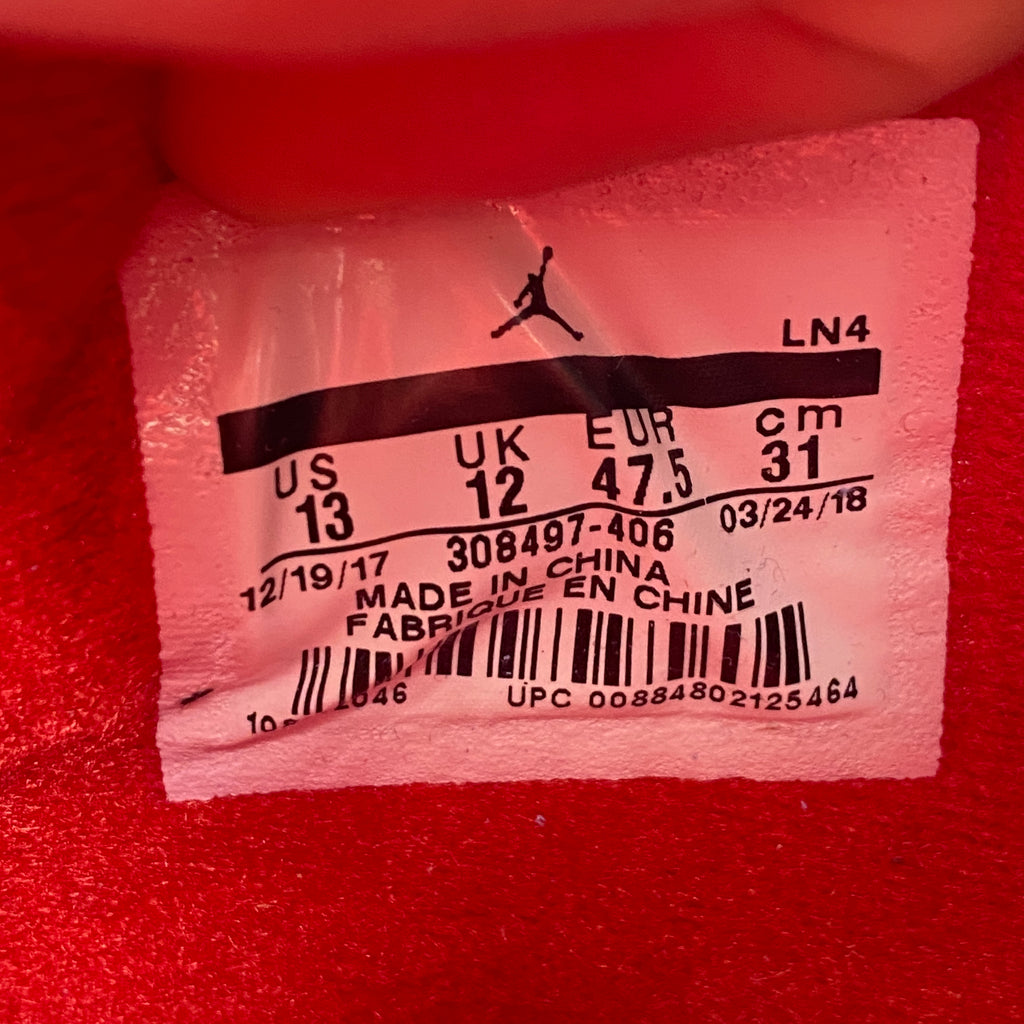 LN4
US UK EUR cm
13 12 47.5 31
12/19/17 308497-406 03/24/18
MADE IN CHINA
FABRIQUE EN CHINE
UPC 00884802125464